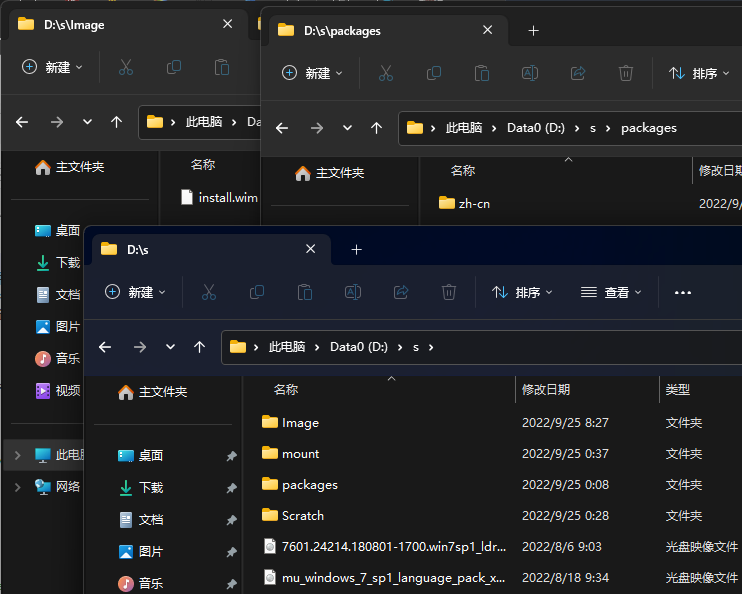 D:\s\Image
新建
此电脑 Da
主文件夹
名称
install.wim
桌面
下载
文档
图片
音乐
视频
此电脑
网络
D:\s\packages
新建
排序
此电脑 Data0 (D:) s packages
主文件夹
名称 修改日期
zh-cn 2022/9/
D:\s
新建 排序 查看
此电脑 Data0 (D:) s
主文件夹
桌面
下载
文档
图片
音乐
名称 修改日期 类型
Image 2022/9/25 8:27 文件夹
mount 2022/9/25 0:37 文件夹
packages 2022/9/25 0:08 文件夹
Scratch 2022/9/25 0:28 文件夹
7601.24214.180801-1700.win7sp1_ldr... 2022/8/6 9:03 光盘映像文件
mu_windows_7_sp1_language_pack_x... 2022/8/18 9:34 光盘映像文件